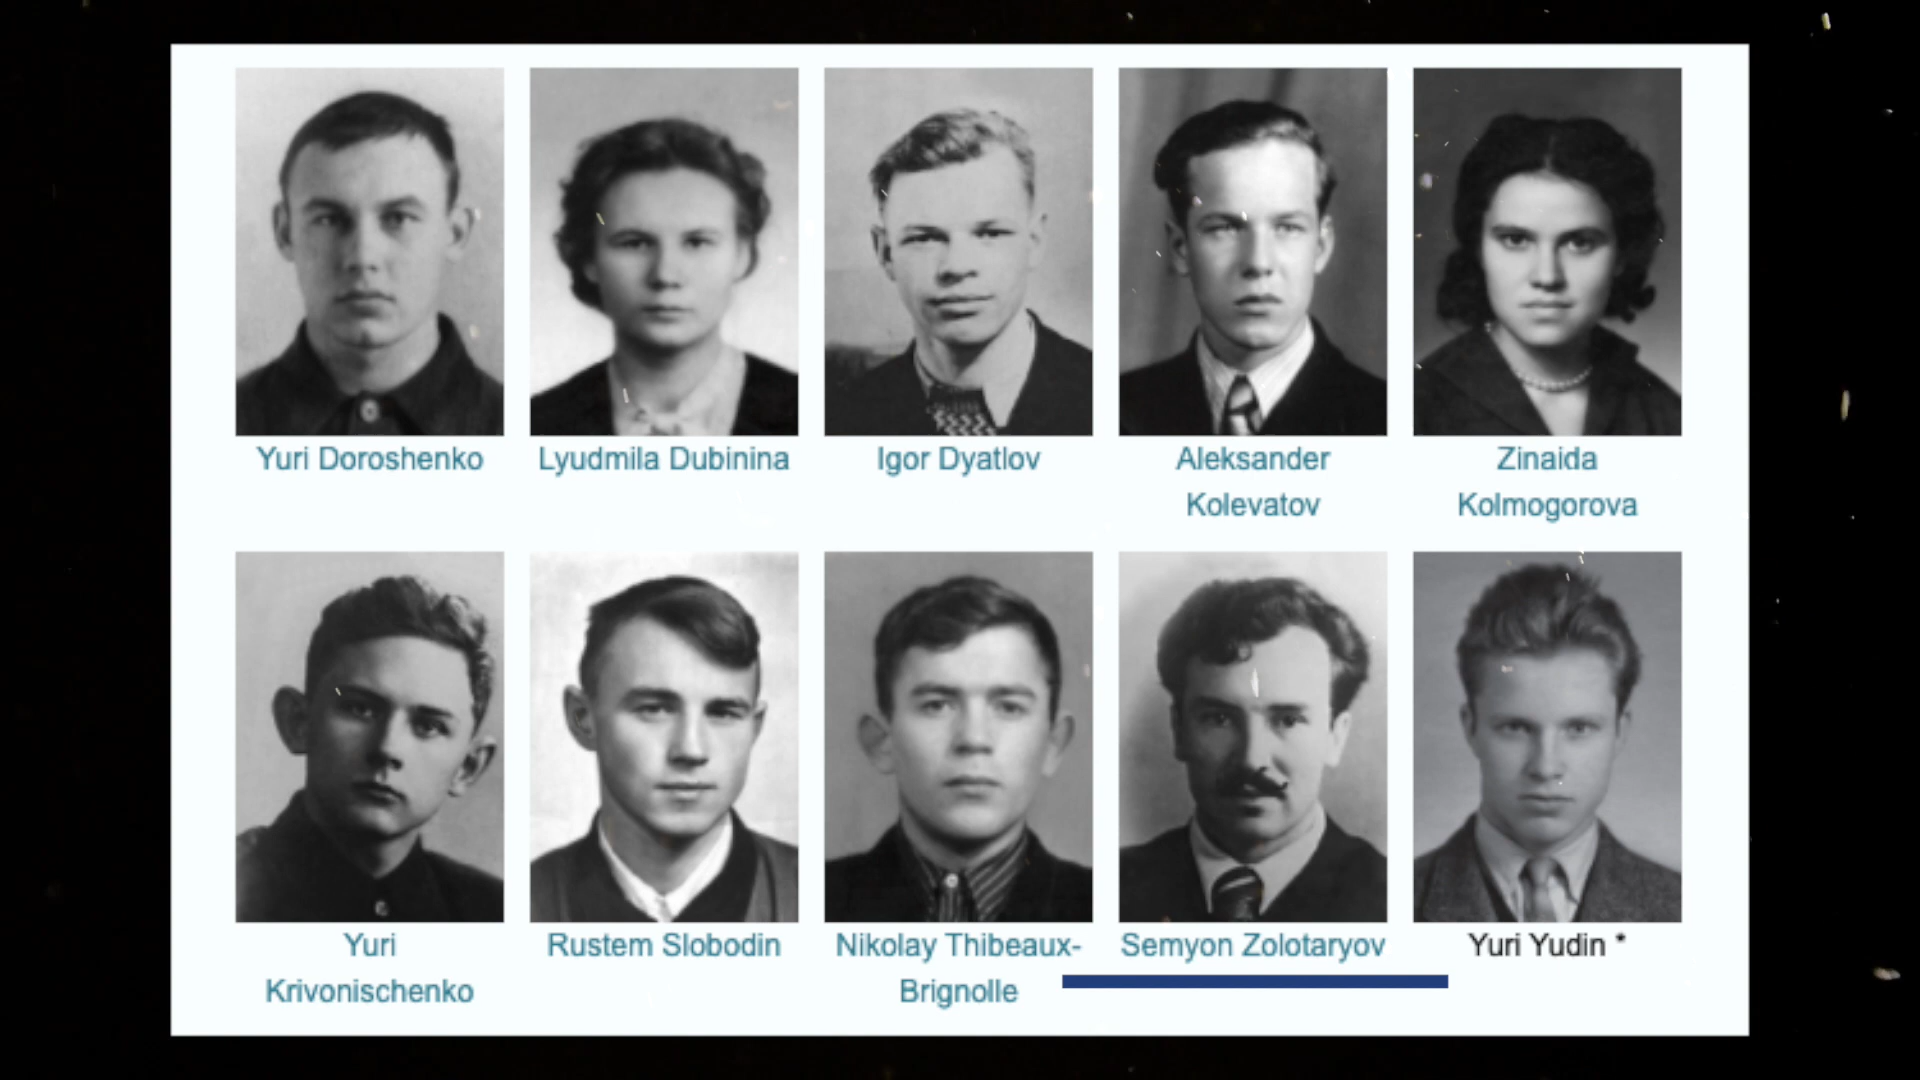 Yuri Doroshenko
Lyudmila Dubinina
Igor Dyatlov
Aleksander
Kolevatov
Zinaida
Kolmogorova
Yuri
Krivonischenko
Rustem Slobodin
Nikolay Thibeaux-
Brignolle
Semyon Zolotaryov
Yuri Yudin *